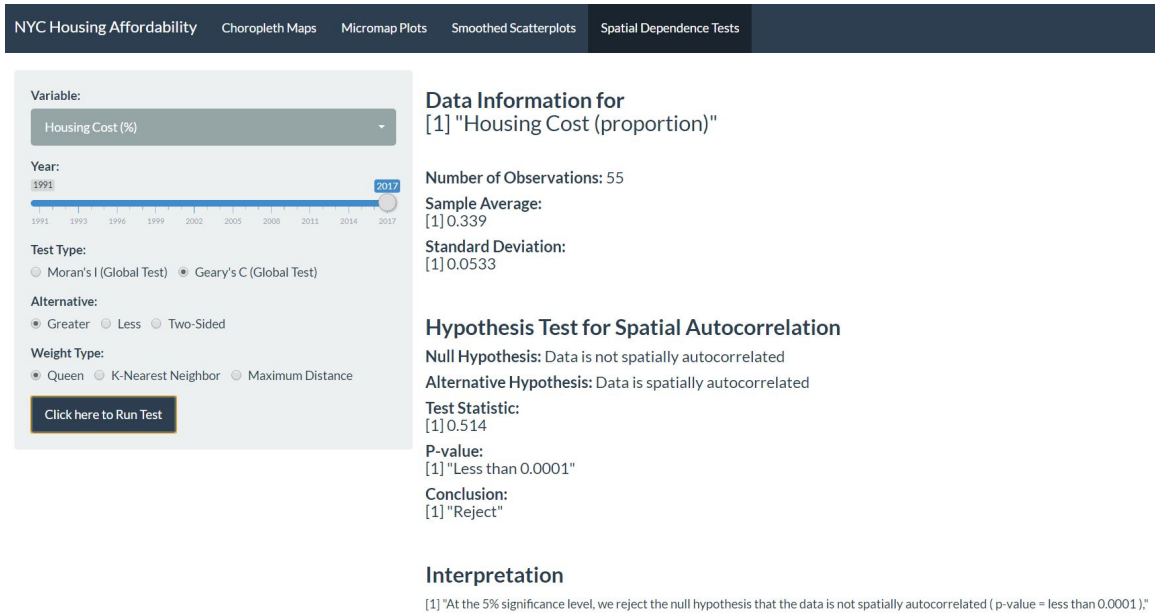 NYC Housing Affordability Choropleth Maps Micromap Plots Smoothed Scatterplots Spatial Dependence Tests
Variable:
Housing Cost (%)
Year:
1991 2017
1991 1993 1996 1999 2002 2005 2008 2011 2014 2017
Test Type:
Moran's I (Global Test) Geary's C (Global Test)
Alternative:
Greater Less Two-Sided
Weight Type:
Queen K-Nearest Neighbor Maximum Distance
Click here to Run Test
Data Information for
[1] "Housing Cost (proportion)"
Number of Observations: 55
Sample Average:
[1] 0.339
Standard Deviation:
[1] 0.0533
Hypothesis Test for Spatial Autocorrelation
Null Hypothesis: Data is not spatially autocorrelated
Alternative Hypothesis: Data is spatially autocorrelated
Test Statistic:
[1] 0.514
P-value:
[1] "Less than 0.0001"
Conclusion:
[1] "Reject"
Interpretation
[1] "At the 5% significance level, we reject the null hypothesis that the data is not spatially autocorrelated ( p-value = less than 0.0001 )."